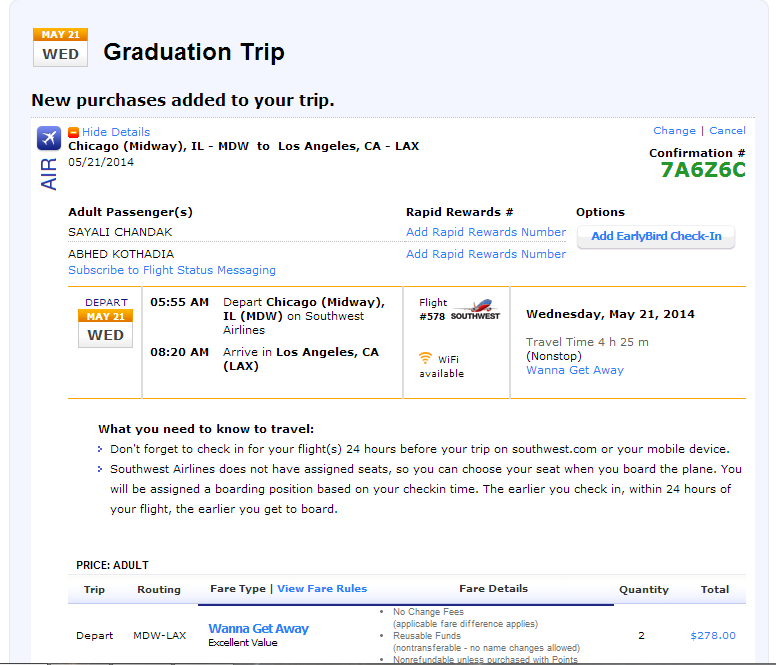 MAY 21
WED
Graduation Trip
New purchases added to your trip.
AIR
Hide Details
Change | Cancel
Chicago (Midway), IL - MDW to Los Angeles, CA - LAX
05/21/2014
Confirmation #
7A6Z6C
Adult Passenger(s)
Rapid Rewards #
Options
SAYALI CHANDAK
Add Rapid Rewards Number
Add EarlyBird Check-In
ABHED KOTHADIA
Add Rapid Rewards Number
Subscribe to Flight Status Messaging
DEPART
MAY 21
WED
05:55 AM
Depart Chicago (Midway),
IL (MDW) on Southwest
Airlines
08:20 AM
Arrive in Los Angeles, CA
(LAX)
Flight
#578
SOUTHWEST
WiFi
available
Wednesday, May 21, 2014
Travel Time 4 h 25 m
(Nonstop)
Wanna Get Away
What you need to know to travel:
Don't forget to check in for your flight(s) 24 hours before your trip on southwest.com or your mobile device.
Southwest Airlines does not have assigned seats, so you can choose your seat when you board the plane. You
will be assigned a boarding position based on your checkin time. The earlier you check in, within 24 hours of
your flight, the earlier you get to board.
PRICE: ADULT
Trip Routing Fare Type | View Fare Rules Fare Details Quantity Total
Depart MDW-LAX
Wanna Get Away
Excellent Value
• No Change Fees
(applicable fare difference applies)
• Reusable Funds
(nontransferable - no name changes allowed)
• Nonrefundable unless purchased with Points
2
$278.00